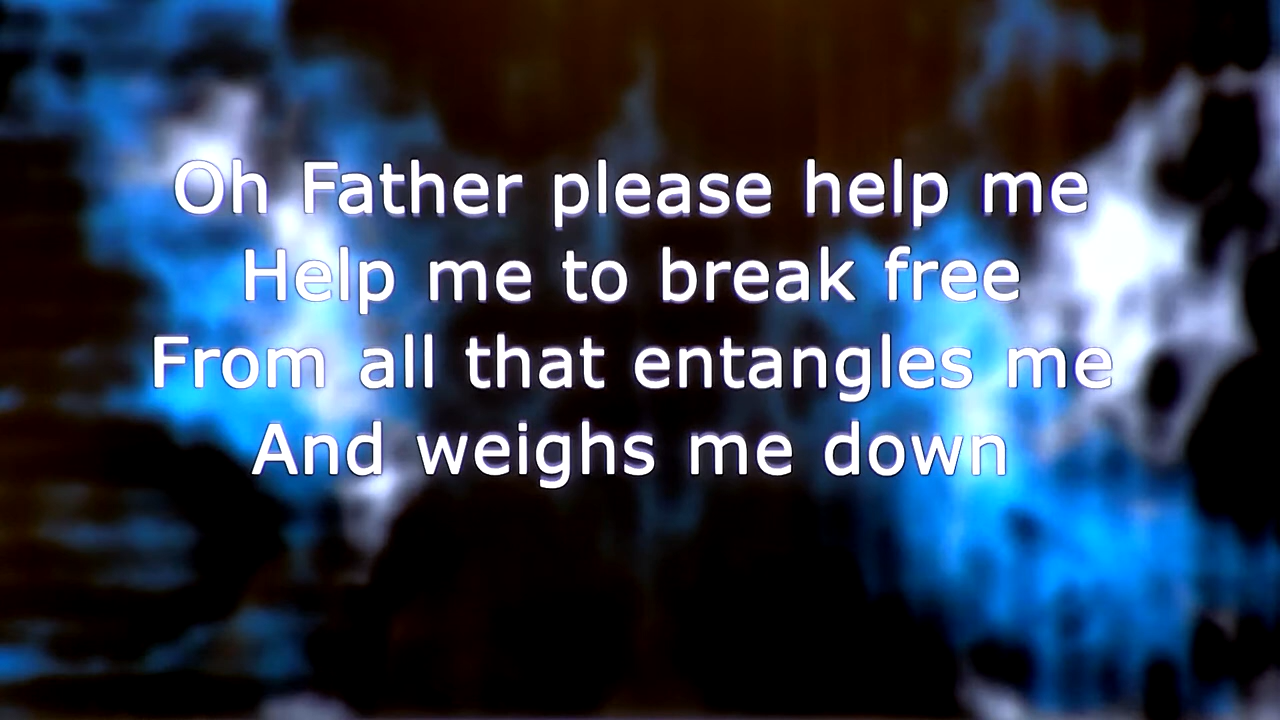 Oh Father please help me
Help me to break free
From all that entangles me
And weighs me down